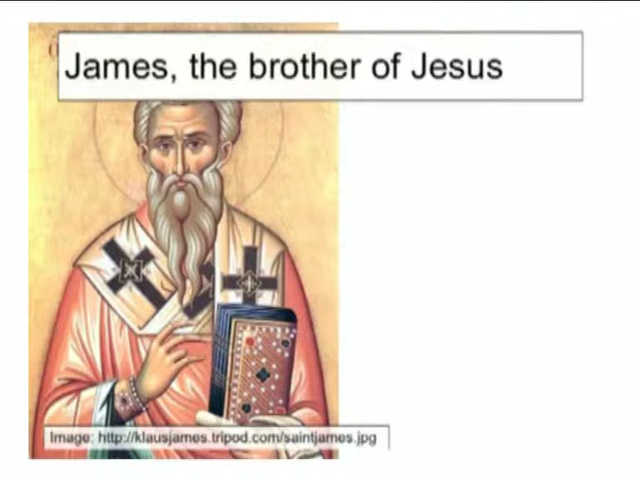 James, the brother of Jesus
Image: http://klausjames.tripod.com/saintjames.jpg